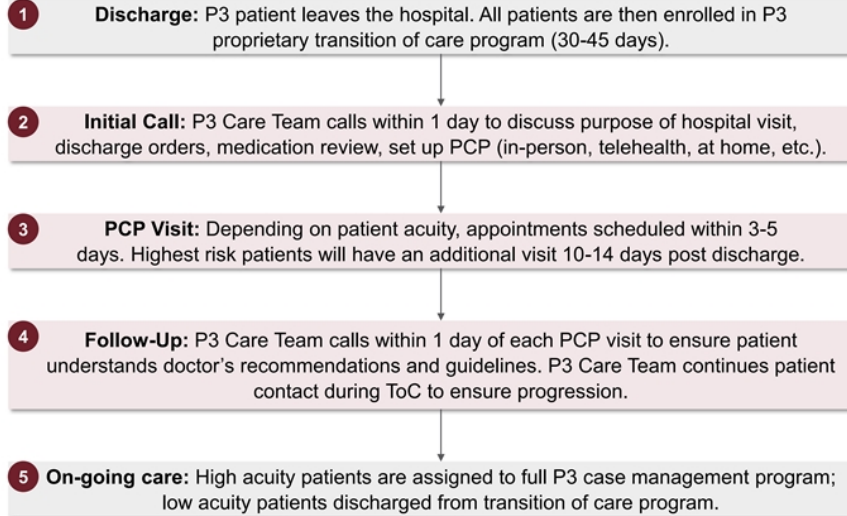 1
Discharge: P3 patient leaves the hospital. All patients are then enrolled in P3
proprietary transition of care program (30-45 days).
2
Initial Call: P3 Care Team calls within 1 day to discuss purpose of hospital visit,
discharge orders, medication review, set up PCP (in-person, telehealth, at home, etc.).
3
PCP Visit: Depending on patient acuity, appointments scheduled within 3-5
days. Highest risk patients will have an additional visit 10-14 days post discharge.
4
Follow-Up: P3 Care Team calls within 1 day of each PCP visit to ensure patient
understands doctor's recommendations and guidelines. P3 Care Team continues patient
contact during ToC to ensure progression.
5
On-going care: High acuity patients are assigned to full P3 case management program;
low acuity patients discharged from transition of care program.